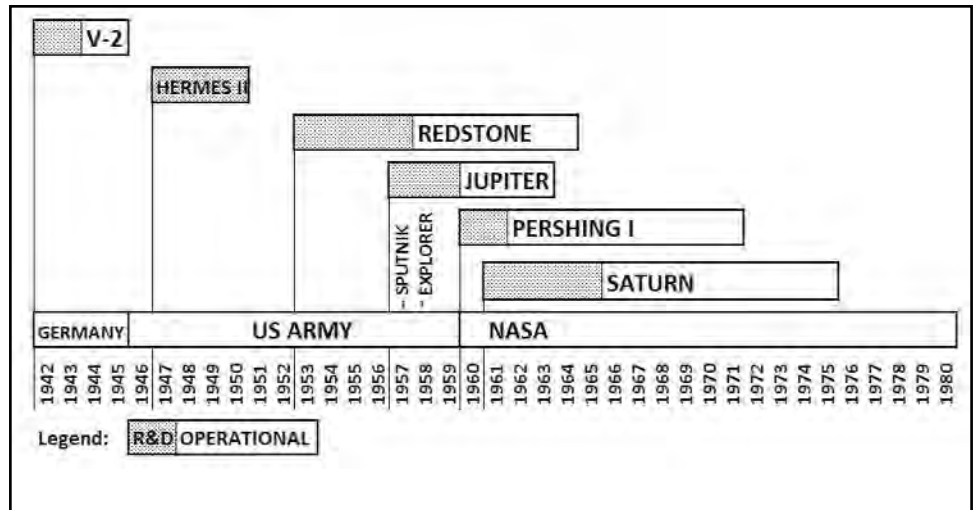 V-2
HERMES II
REDSTONE
JUPITER
PERSHING I
SATURN
– SPUTNIK
– EXPLORER
GERMANY US ARMY NASA
1942 1943 1944 1945 1946 1947 1948 1949 1950 1951 1952 1953 1954 1955 1956 1957 1958 1959 1960 1961 1962 1963 1964 1965 1966 1967 1968 1969 1970 1971 1972 1973 1974 1975 1976 1977 1978 1979 1980
Legend: R&D OPERATIONAL